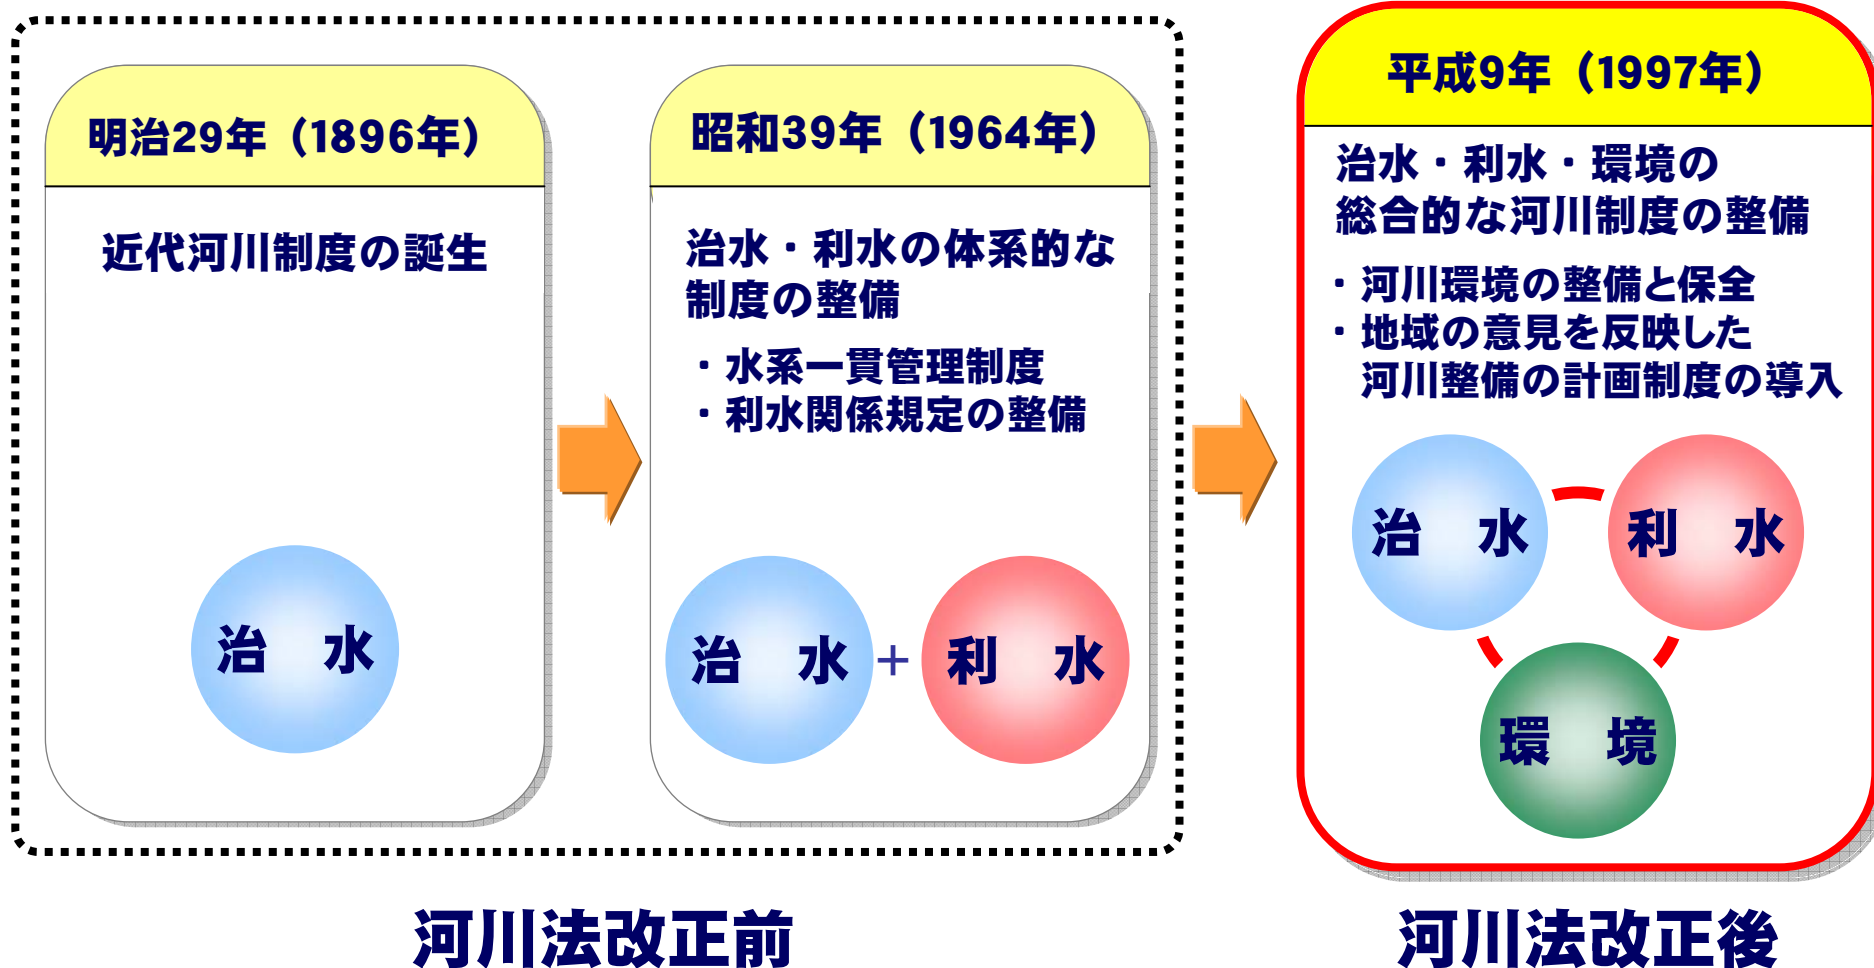 明治29年（1896年）
近代河川制度の誕生
治　水
昭和39年（1964年）
治水・利水の体系的な
制度の整備
・水系一貫管理制度
・利水関係規定の整備
治　水
+
利　水
平成9年（1997年）
治水・利水・環境の
総合的な河川制度の整備
・河川環境の整備と保全
・地域の意見を反映した
河川整備の計画制度の導入
治　水
利　水
環　境
河川法改正前
河川法改正後